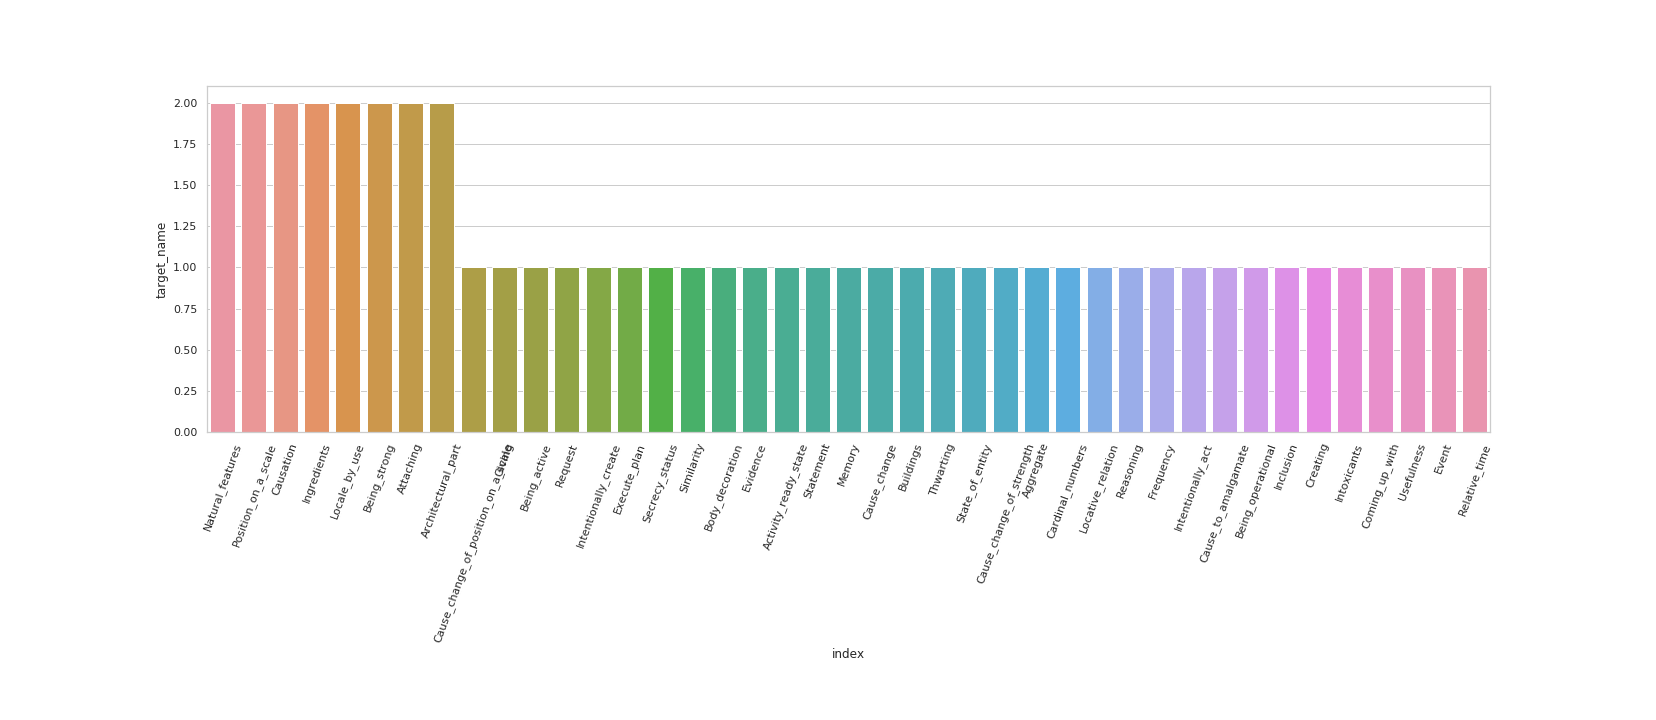 2.00
1.75
1.50
1.25
1.00
0.75
0.50
0.25
0.00
target_name
Natural_features
Position_on_a_scale
Causation
Ingredients
Locale_by_use
Being_strong
Attaching
Architectural_part
Cause_change_of_position_on_a_scale
Giving
Being_active
Request
Intentionally_create
Execute_plan
Secrecy_status
Similarity
Body_decoration
Evidence
Activity_ready_state
Statement
Memory
Cause_change
Buildings
Thwarting
State_of_entity
Cause_change_of_strength
Aggregate
Cardinal_numbers
Locative_relation
Reasoning
Frequency
Intentionally_act
Cause_to_amalgamate
Being_operational
Inclusion
Creating
Intoxicants
Coming_up_with
Usefulness
Event
Relative_time
index